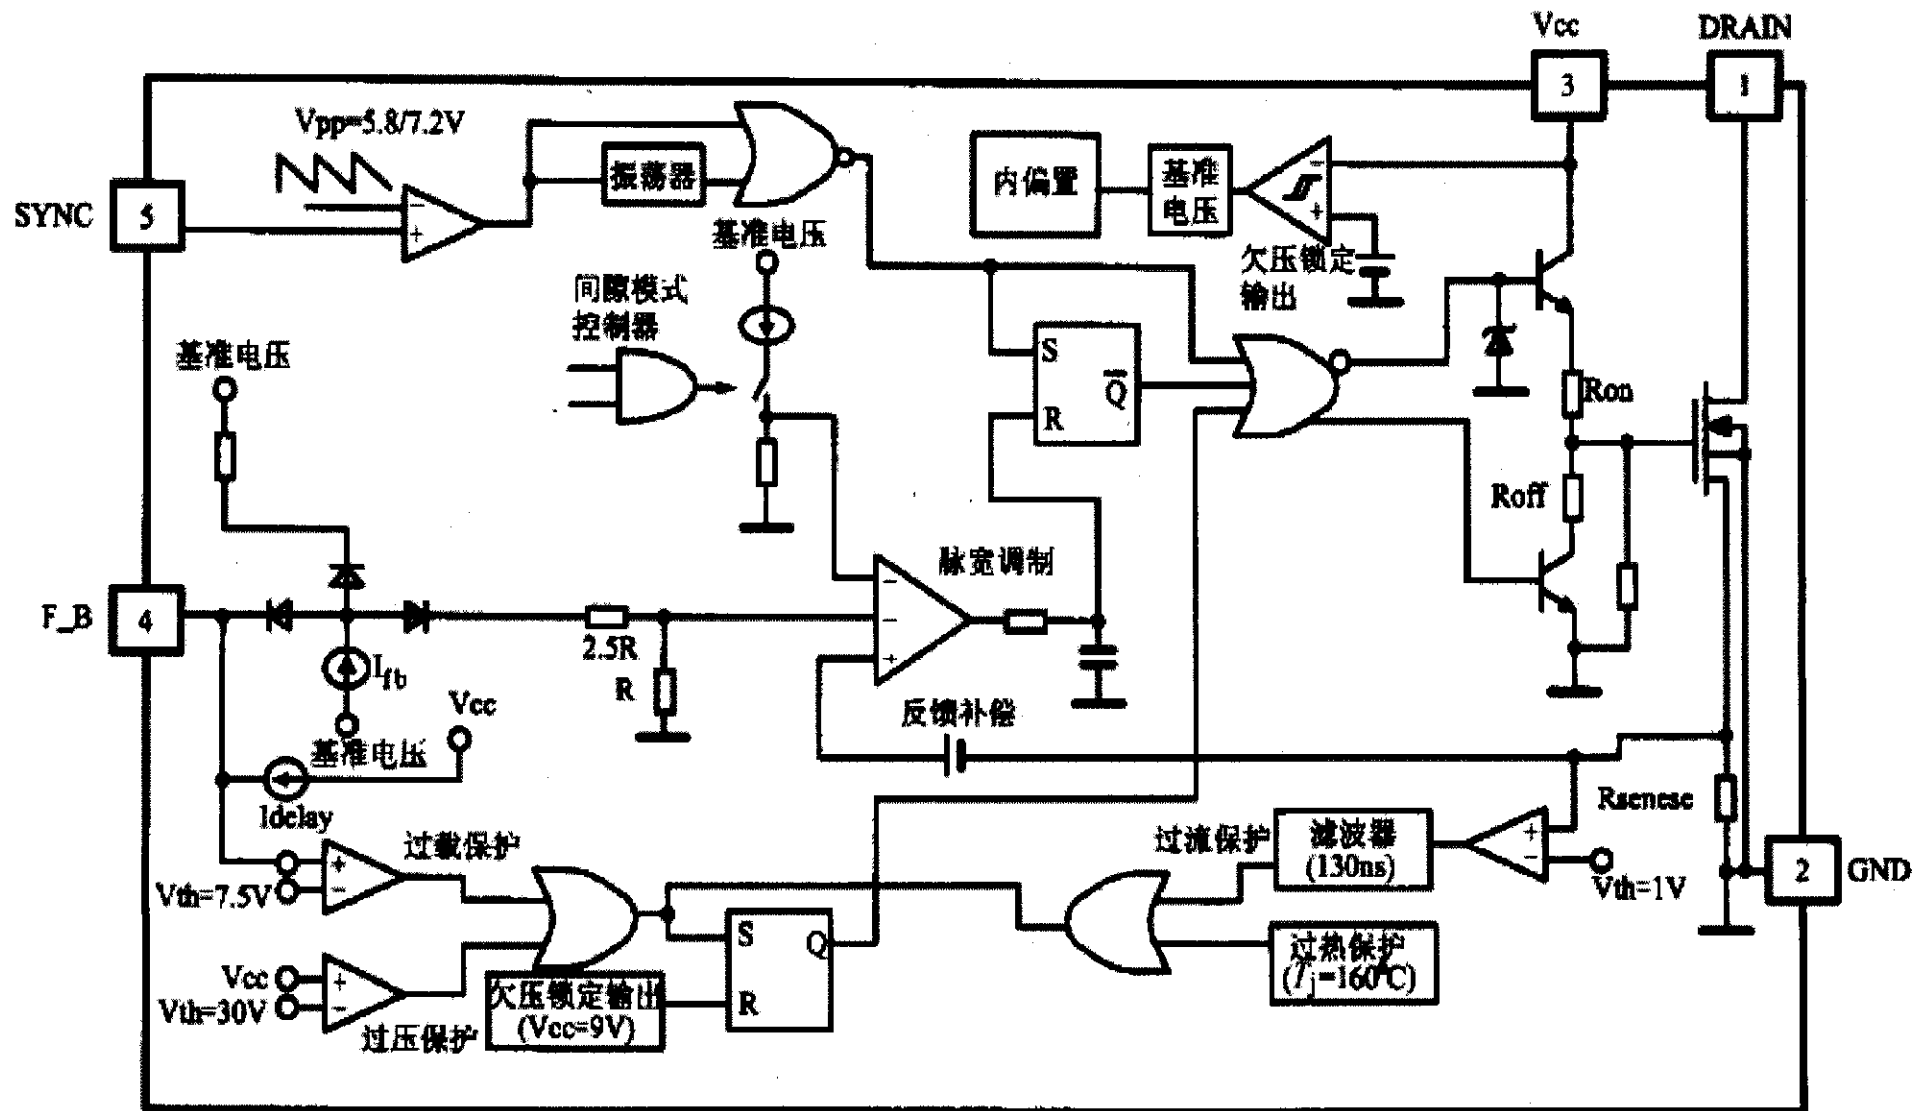 Vcc
DRAIN
3
1
Vpp=5.8/7.2V
振荡器
内偏置
基准
电压
−
+
SYNC
5
−
+
基准电压
欠压锁定
输出
间隙模式
控制器
S
Q
R
基准电压
Ron
Roff
脉宽调制
−
−
+
F_B
4
2.5R
R
Ifb
Vcc
反馈补偿
基准电压
Idelay
Rsenese
过载保护
过流保护
滤波器
(130ns)
+
−
Vth=1V
2
GND
+
−
Vth=7.5V
S
Q
R
过热保护
(Tj=160℃)
Vcc
Vth=30V
+
−
过压保护
欠压锁定输出
(Vcc=9V)